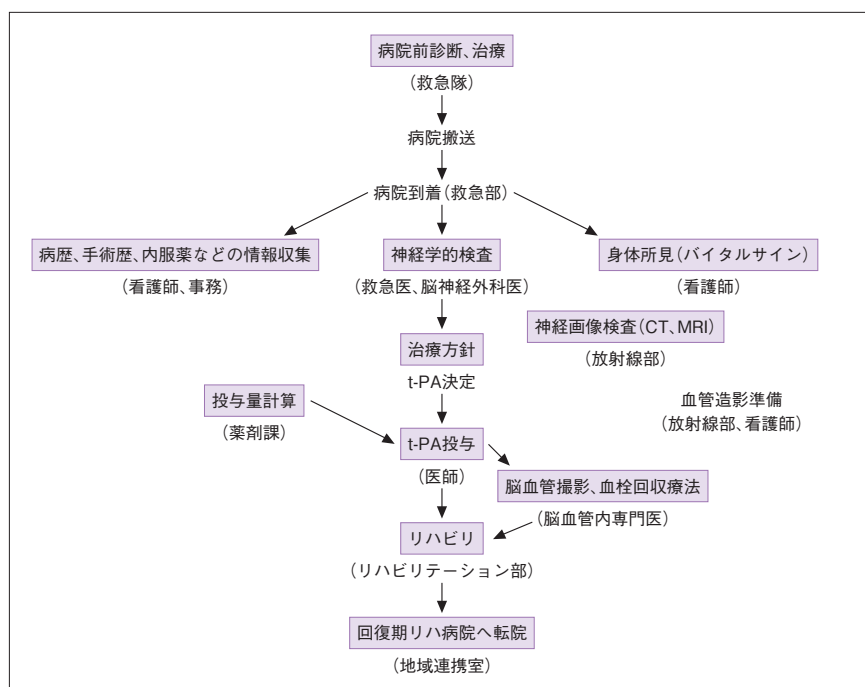 病院前診断、治療
(救急隊)
病院搬送
病院到着(救急部)
病歴、手術歴、内服薬などの情報収集
(看護師、事務)
神経学的検査
(救急医、脳神経外科医)
身体所見(バイタルサイン)
(看護師)
神経画像検査(CT、MRI)
(放射線部)
治療方針
t-PA決定
投与量計算
(薬剤課)
血管造影準備
(放射線部、看護師)
t-PA投与
(医師)
脳血管撮影、血栓回収療法
(脳血管内専門医)
リハビリ
(リハビリテーション部)
回復期リハ病院へ転院
(地域連携室)